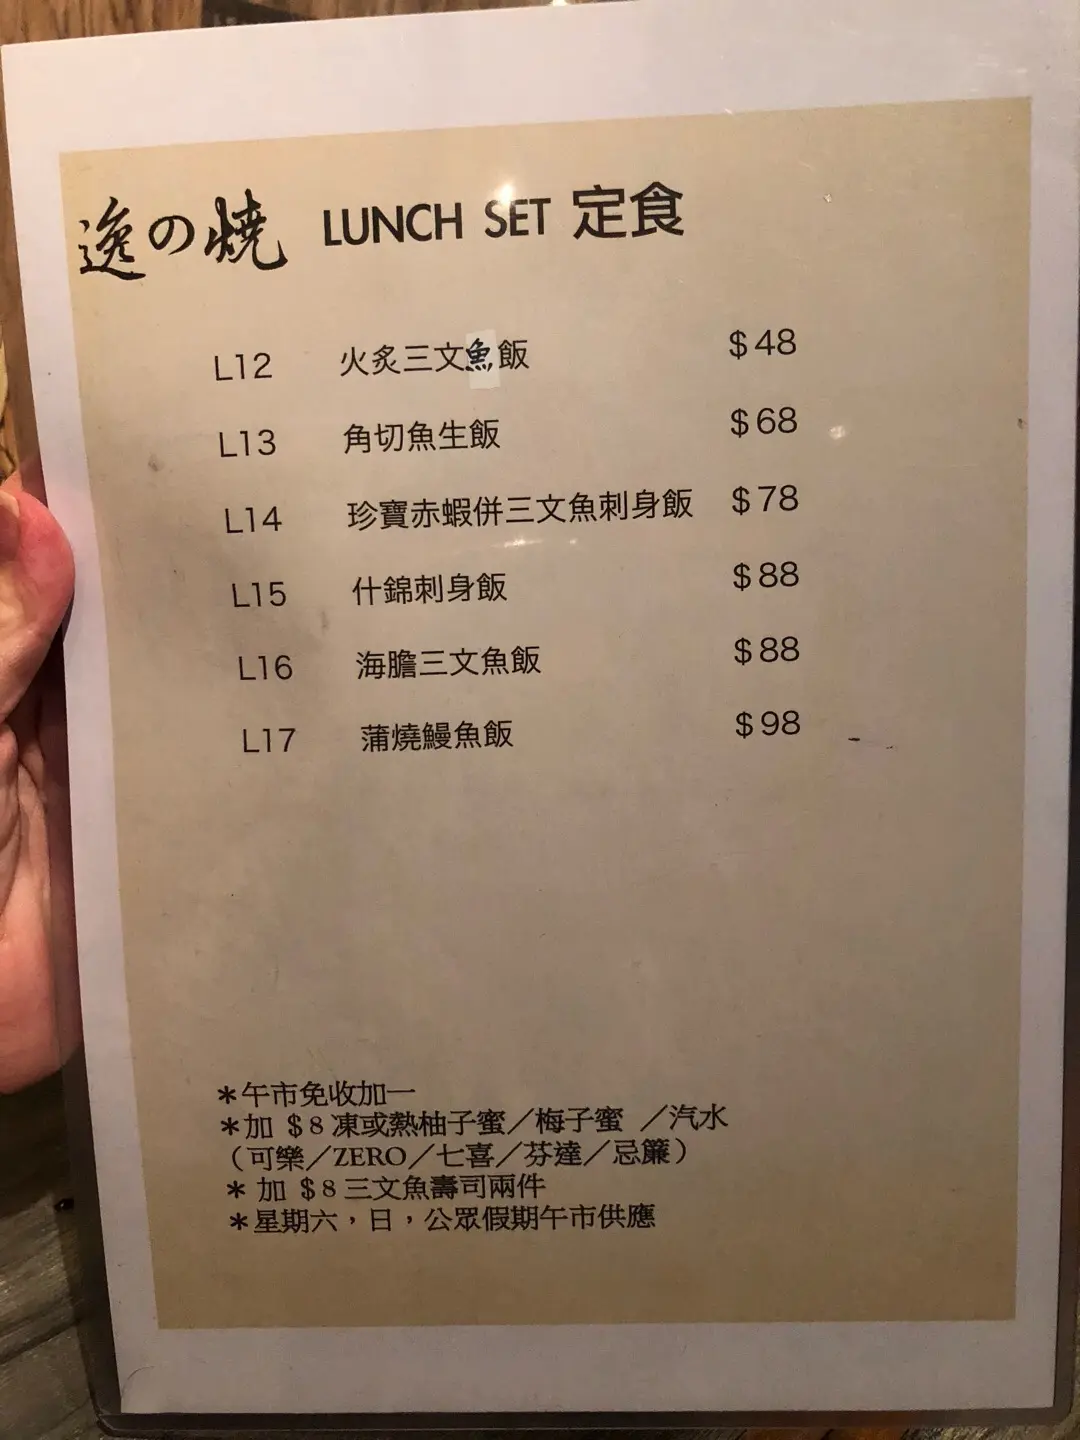 逸の燒 LUNCH SET 定食
L12 火炙三文魚飯 $48
L13 角切魚生飯 $68
L14 珍寶赤蝦併三文魚刺身飯 $78
L15 什錦刺身飯 $88
L16 海膽三文魚飯 $88
L17 蒲燒鰻魚飯 $98
＊午市免收加一
＊加 $8凍或熱柚子蜜／梅子蜜 ／汽水
（可樂／ZERO／七喜／芬達／忌簾）
＊ 加 $8三文魚壽司兩件
＊星期六，日，公眾假期午市供應